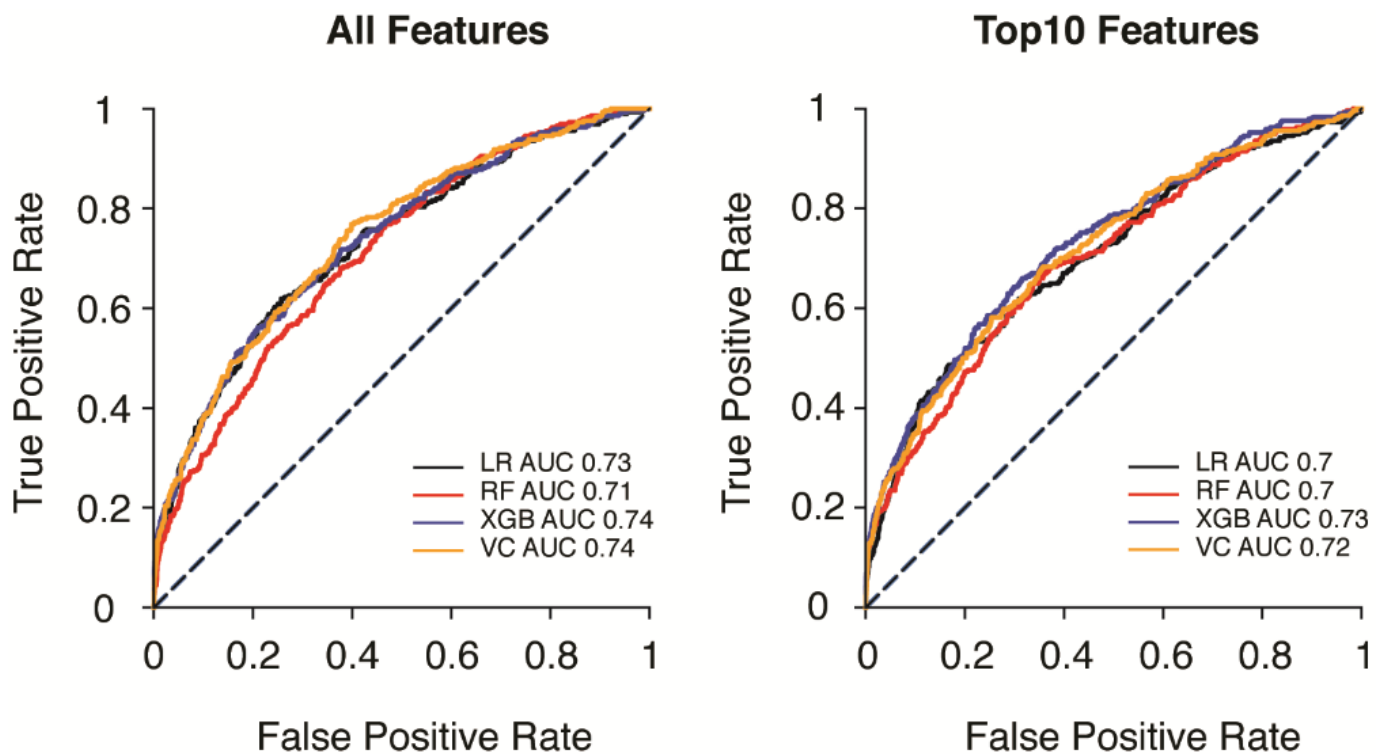 All Features
1
0.8
0.6
0.4
0.2
0
True Positive Rate
LR AUC 0.73
RF AUC 0.71
XGB AUC 0.74
VC AUC 0.74
0 0.2 0.4 0.6 0.8 1
False Positive Rate
Top10 Features
1
0.8
0.6
0.4
0.2
0
True Positive Rate
LR AUC 0.7
RF AUC 0.7
XGB AUC 0.73
VC AUC 0.72
0 0.2 0.4 0.6 0.8 1
False Positive Rate